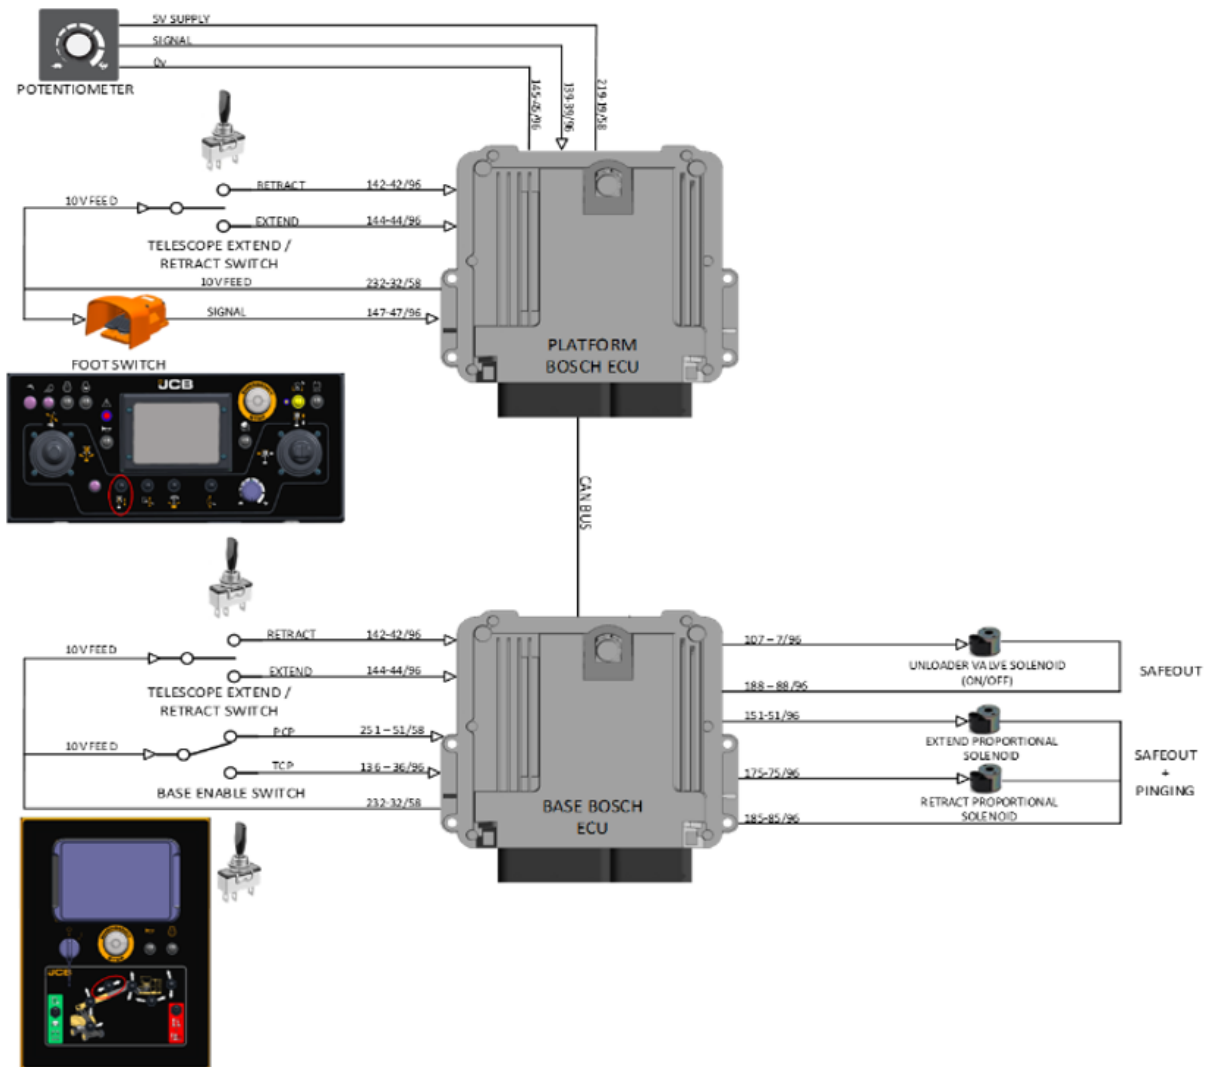 5V SUPPLY
SIGNAL
0v
POTENTIOMETER
145-45/96
139-39/96
219-19/58
RETRACT
142-42/96
10V FEED
EXTEND
144-44/96
TELESCOPE EXTEND /
RETRACT SWITCH
10V FEED
232-32/58
SIGNAL
147-47/96
FOOT SWITCH
PLATFORM
BOSCH ECU
JCB
CAN BUS
RETRACT
142-42/96
10V FEED
EXTEND
144-44/96
TELESCOPE EXTEND /
RETRACT SWITCH
PCP
251 – 51/58
10V FEED
TCP
136 – 36/96
BASE ENABLE SWITCH
232-32/58
BASE BOSCH
ECU
107 – 7/96
UNLOADER VALVE SOLENOID
(ON/OFF)
188 – 88/96
SAFEOUT
151-51/96
EXTEND PROPORTIONAL
SOLENOID
175-75/96
RETRACT PROPORTIONAL
SOLENOID
185-85/96
SAFEOUT
+
PINGING
JCB